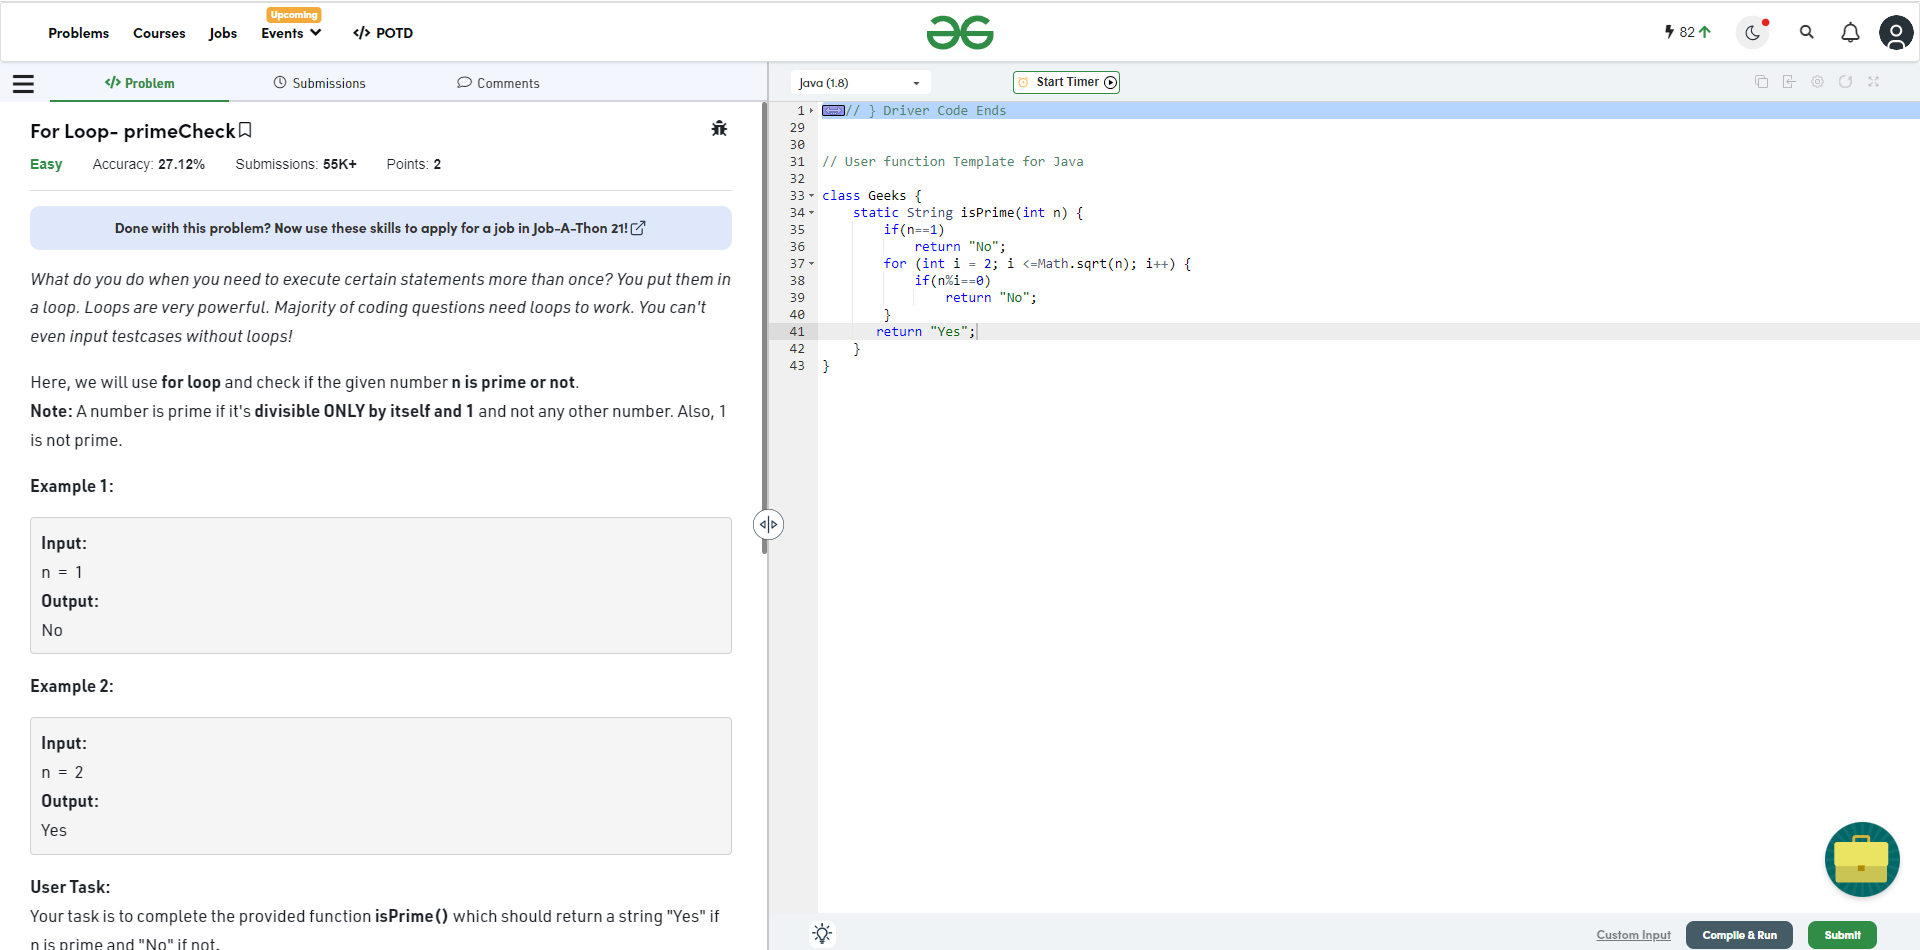 Problems Courses Jobs Events POTD
Upcoming
82
Problem Submissions Comments
For Loop- primeCheck
Easy Accuracy: 27.12% Submissions: 55K+ Points: 2
Done with this problem? Now use these skills to apply for a job in Job-A-Thon 21!
What do you do when you need to execute certain statements more than once? You put them in
a loop. Loops are very powerful. Majority of coding questions need loops to work. You can't
even input testcases without loops!
Here, we will use for loop and check if the given number n is prime or not.
Note: A number is prime if it's divisible ONLY by itself and 1 and not any other number. Also, 1
is not prime.
Example 1:
Input:
n = 1
Output:
No
Example 2:
Input:
n = 2
Output:
Yes
User Task:
Your task is to complete the provided function isPrime() which should return a string "Yes" if
n is prime and "No" if not.
Java (1.8) Start Timer
1 // } Driver Code Ends
29
30
31 // User function Template for Java
32
33 class Geeks {
34 static String isPrime(int n) {
35 if(n==1)
36 return "No";
37 for (int i = 2; i <=Math.sqrt(n); i++) {
38 if(n%i==0)
39 return "No";
40 }
41 return "Yes";
42 }
43 }
Custom Input Compile & Run Submit